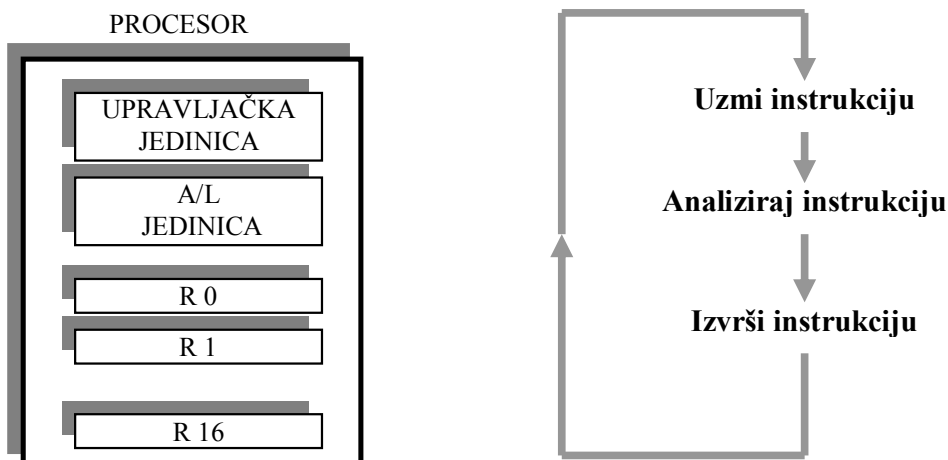 PROCESOR
UPRAVLJAČKA
JEDINICA
A/L
JEDINICA
R 0
R 1
R 16
Uzmi instrukciju
Analiziraj instrukciju
Izvrši instrukciju